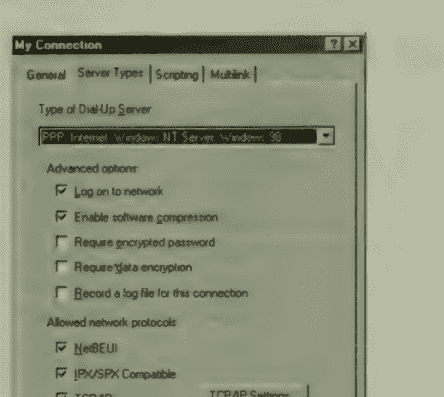 My Connection
General Server Types Scripting Multilink
Type of Dial-Up Server
PPP: Internet, Windows NT Server, Windows 98
Advanced options:
Log on to network
Enable software compression
Require encrypted password
Require data encryption
Record a log file for this connection
Allowed network protocols:
NetBEUI
IPX/SPX Compatible
TCP/IP TCP/IP Settings